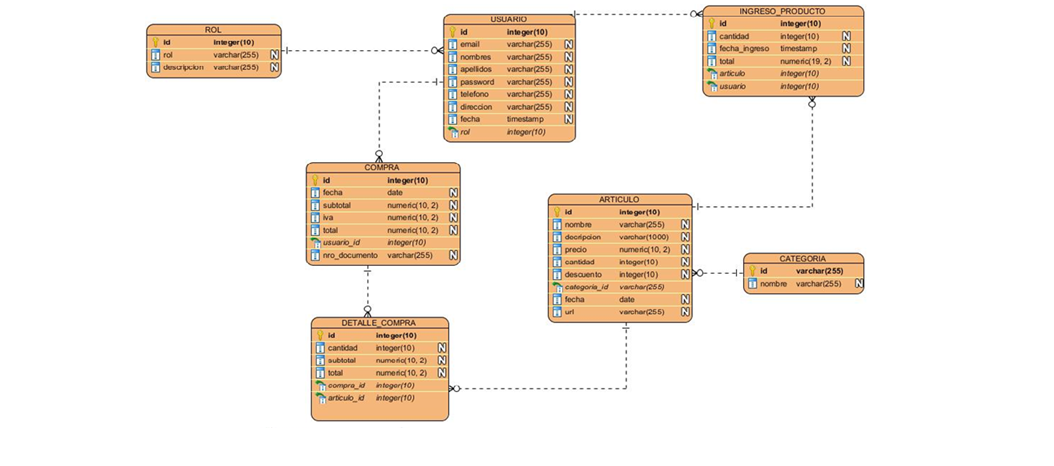 ROL
id integer(10)
rol varchar(255) N
descripcion varchar(255) N
USUARIO
id integer(10)
email varchar(255) N
nombres varchar(255) N
apellidos varchar(255) N
password varchar(255) N
telefono varchar(255) N
direccion varchar(255) N
fecha timestamp N
rol integer(10)
INGRESO_PRODUCTO
id integer(10)
cantidad integer(10) N
fecha_ingreso timestamp N
total numeric(19, 2) N
articulo integer(10)
usuario integer(10)
COMPRA
id integer(10)
fecha date N
subtotal numeric(10, 2) N
iva numeric(10, 2) N
total numeric(10, 2) N
usuario_id integer(10)
nro_documento varchar(255) N
ARTICULO
id integer(10)
nombre varchar(255) N
decripcion varchar(1000) N
precio numeric(10, 2) N
cantidad integer(10) N
descuento integer(10) N
categoria_id varchar(255)
fecha date N
url varchar(255) N
CATEGORIA
id varchar(255)
nombre varchar(255) N
DETALLE_COMPRA
id integer(10)
cantidad integer(10) N
subtotal numeric(10, 2) N
total numeric(10, 2) N
compra_id integer(10)
articulo_id integer(10)